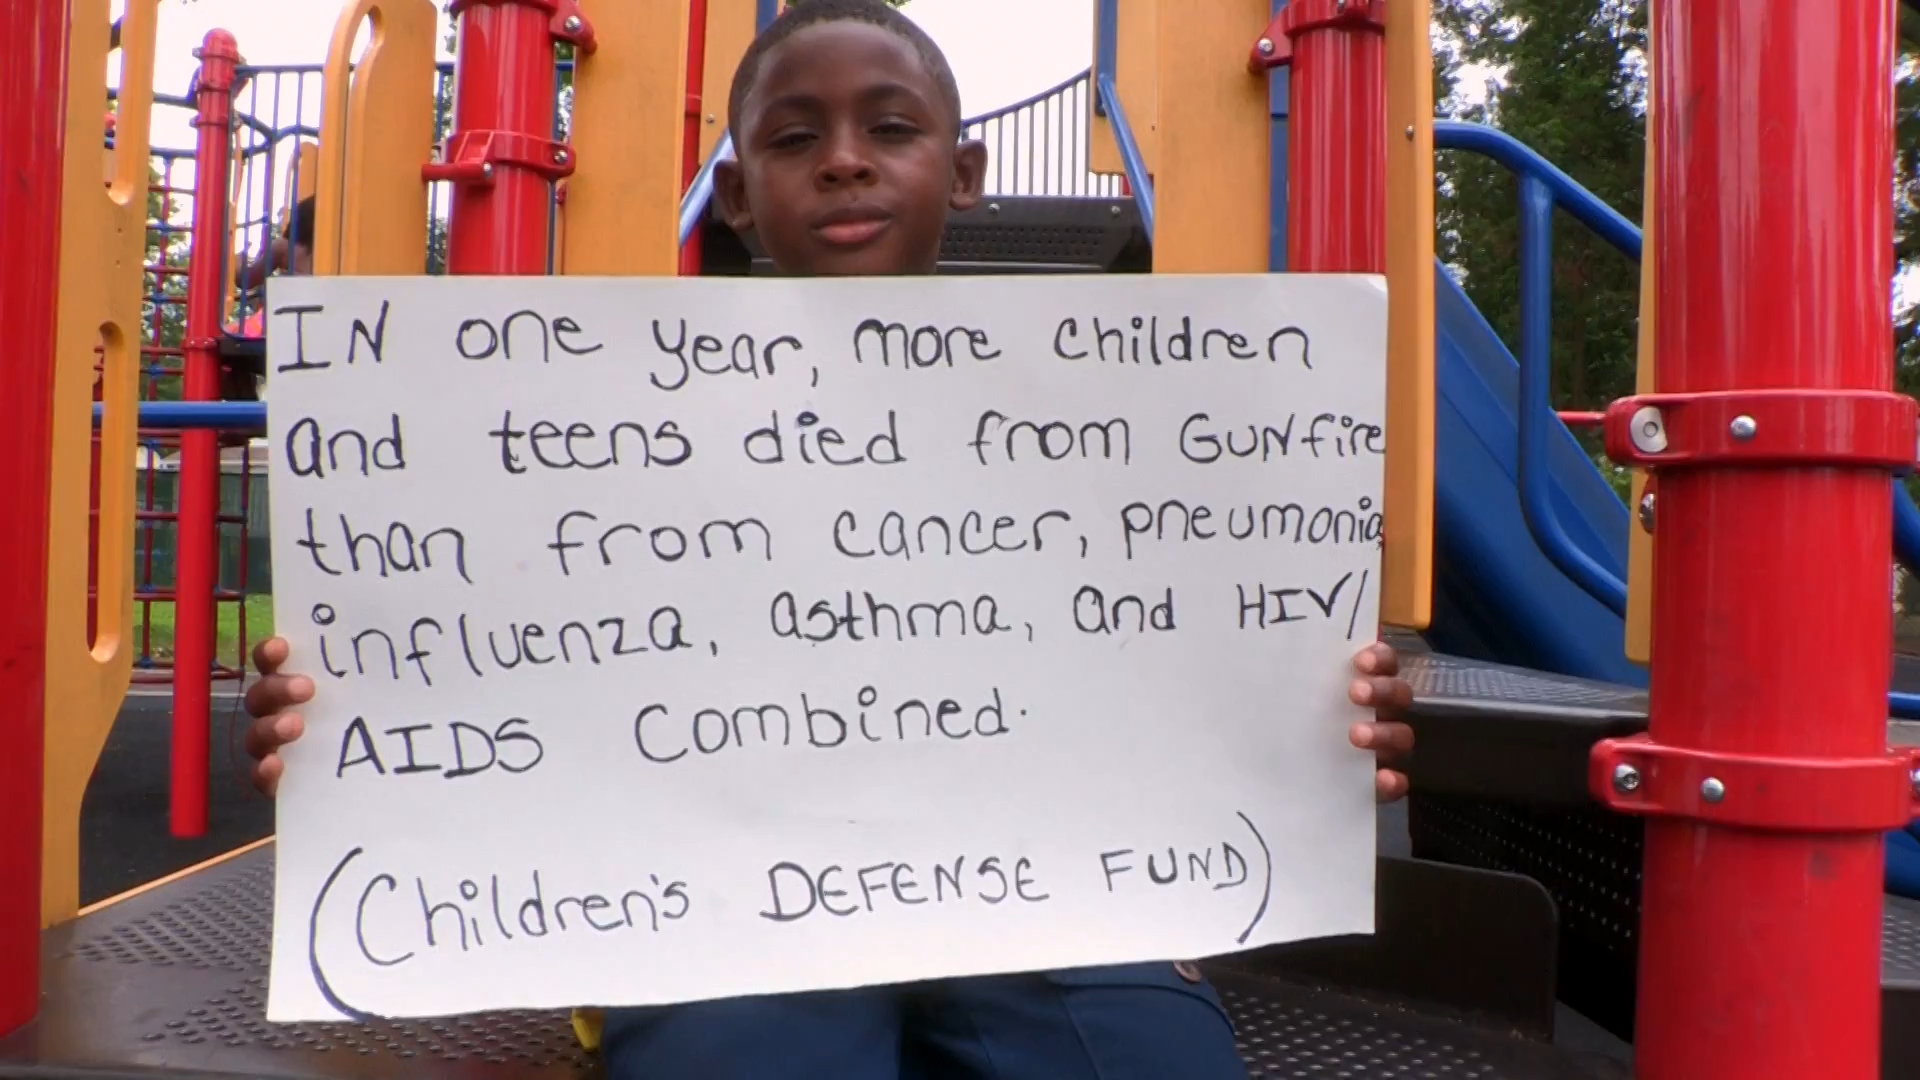 IN one year, more children
and teens died from GUNfire
than from cancer, pneumonia,
influenza, asthma, and HIV/
AIDS combined.
(Children's DEFENSE FUND)